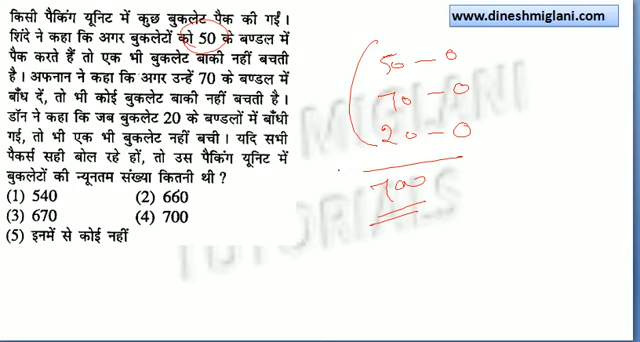 www.dineshmiglani.com
किसी पैकिंग यूनिट में कुछ बुकलेट पैक की गईं।
शिंदे ने कहा कि अगर बुकलेटों को 50 के बण्डल में
पैक करते हैं तो एक भी बुकलेट बाकी नहीं बचती
है। अफनान ने कहा कि अगर उन्हें 70 के बण्डल में
बाँध दें, तो भी कोई बुकलेट बाकी नहीं बचती है।
डॉन ने कहा कि जब बुकलेट 20 के बण्डलों में बाँधी
गई, तो भी एक भी बुकलेट नहीं बची। यदि सभी
पैकर्स सही बोल रहे हों, तो उस पैकिंग यूनिट में
बुकलेटों की न्यूनतम संख्या कितनी थी ?
(1) 540 (2) 660
(3) 670 (4) 700
(5) इनमें से कोई नहीं
50 – 0
70 – 0
20 – 0
700
MIGLANI
TUTORIALS